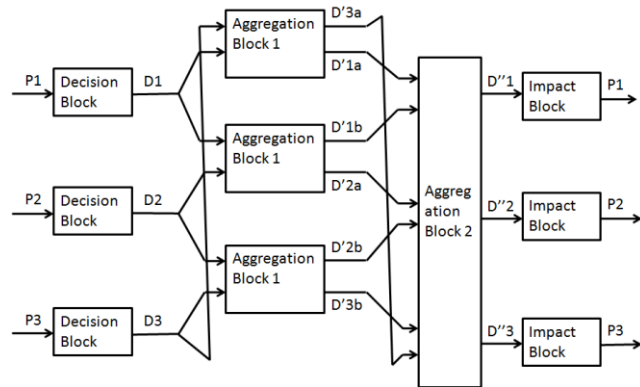 D'3a
Aggregation
Block 1
D'1a
P1
Decision
Block
D1
D''1
Impact
Block
P1
Aggregation
Block 1
D'1b
D'2a
P2
Decision
Block
D2
Aggreg
ation
Block 2
D''2
Impact
Block
P2
Aggregation
Block 1
D'2b
D'3b
P3
Decision
Block
D3
D''3
Impact
Block
P3